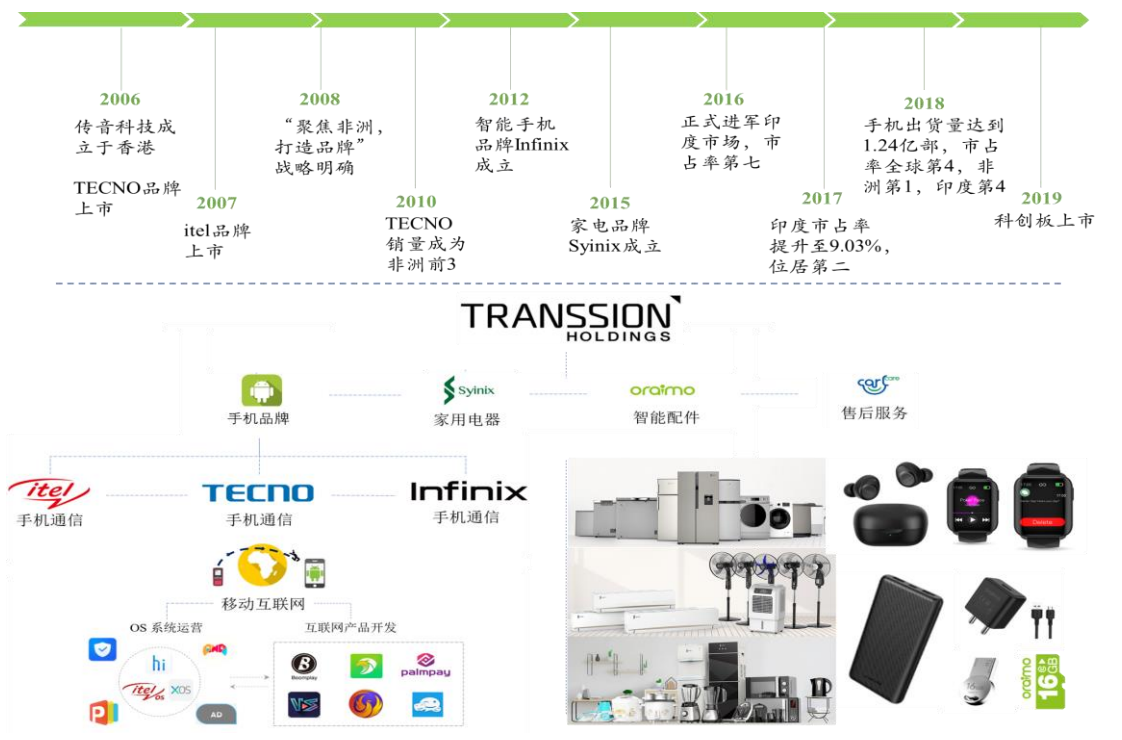 2006
传音科技成
立于香港
TECNO品牌
上市
2007
itel品牌
上市
2008
“聚焦非洲，
打造品牌”
战略明确
2010
TECNO
销量成为
非洲前3
2012
智能手机
品牌Infinix
成立
2015
家电品牌
Syinix成立
2016
正式进军印
度市场，市
占率第七
2017
印度市占率
提升至9.03%，
位居第二
2018
手机出货量达到
1.24亿部，市占
率全球第4，非
洲第1，印度第4
2019
科创板上市
TRANSSION
HOLDINGS
手机品牌
Syinix
家用电器
oraimo
智能配件
carlcare
售后服务
itel
手机通信
TECNO
手机通信
Infinix
手机通信
移动互联网
OS 系统运营
互联网产品开发
hi
itel OS
XOS
AD
Boomplay
palmpay
VS
Delete
oraimo
16GB